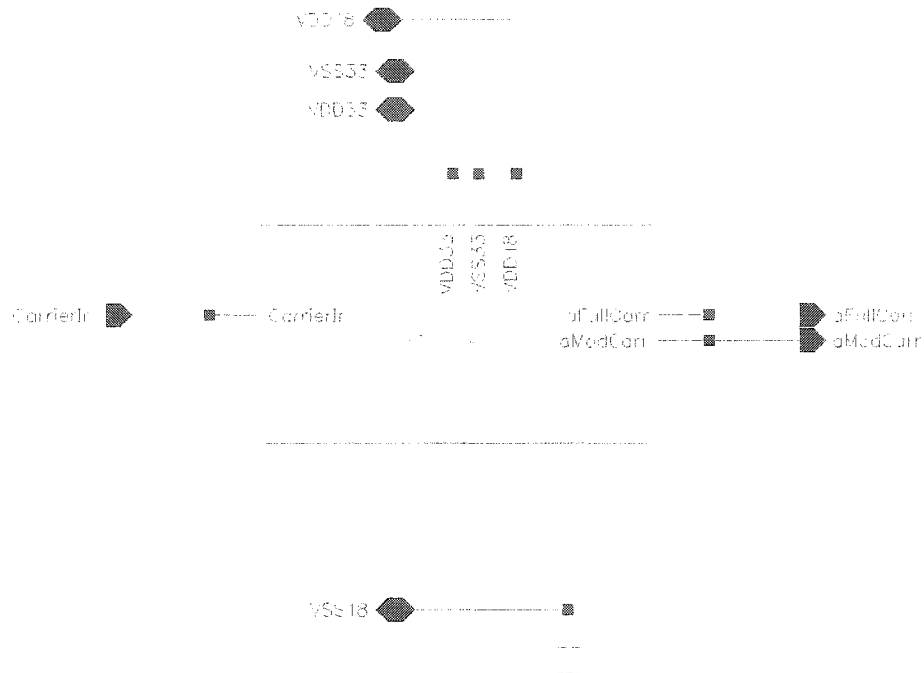 VDD18
VSS33
VDD33
VDD33 VSS33 VDD18
CarrierIn CarrierIn aFullCarr aFullCarr
aModCarr aModCarr
VSS18